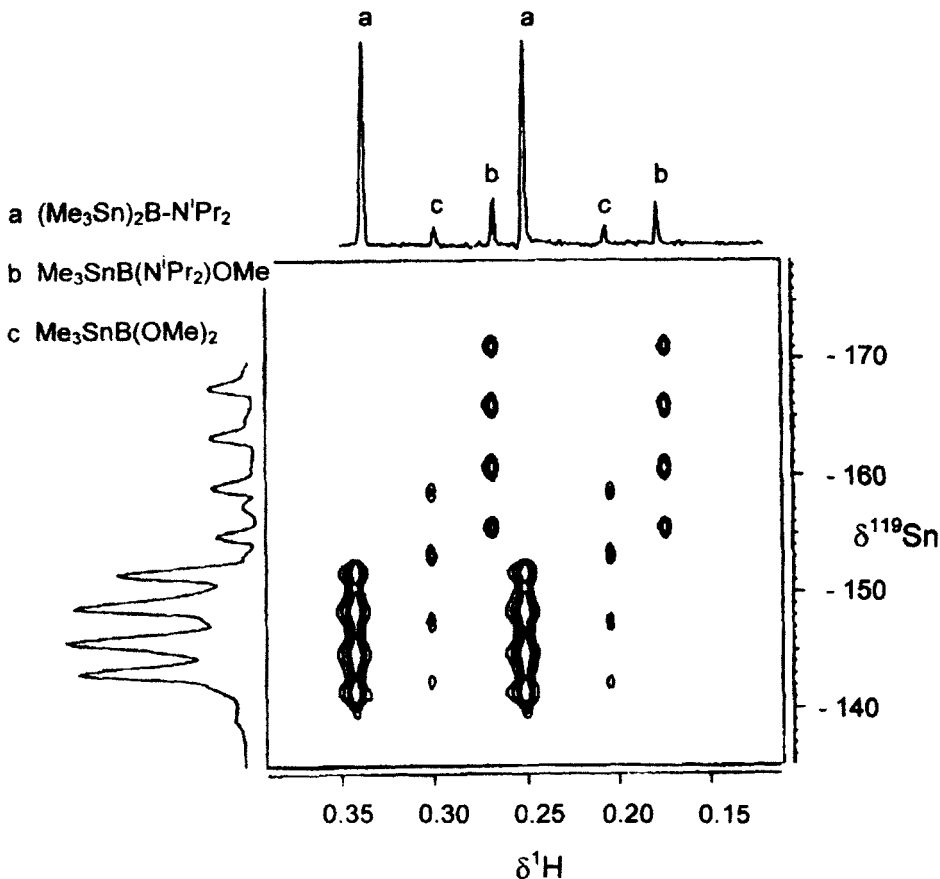 a
a
b
b
c
c
a (Me₃Sn)₂B-NⁱPr₂
b Me₃SnB(NⁱPr₂)OMe
c Me₃SnB(OMe)₂
- 170
- 160
δ¹¹⁹Sn
- 150
- 140
0.35 0.30 0.25 0.20 0.15
δ¹H